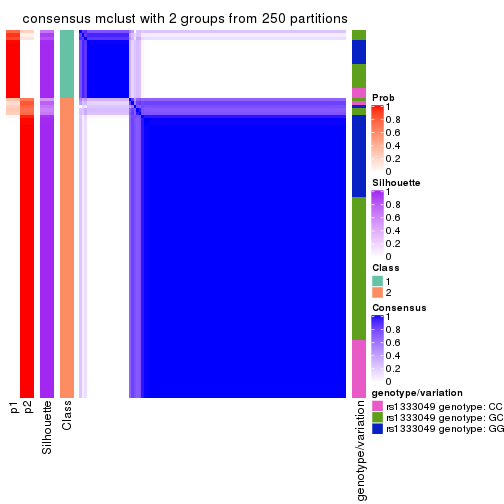 consensus mclust with 2 groups from 250 partitions
Prob
1
0.8
0.6
0.4
0.2
0
Silhouette
1
0.8
0.6
0.4
0.2
0
Class
1
2
Consensus
1
0.8
0.6
0.4
0.2
0
genotype/variation
rs1333049 genotype: CC
rs1333049 genotype: GC
rs1333049 genotype: GG
p1
p2
Silhouette
Class
genotype/variation